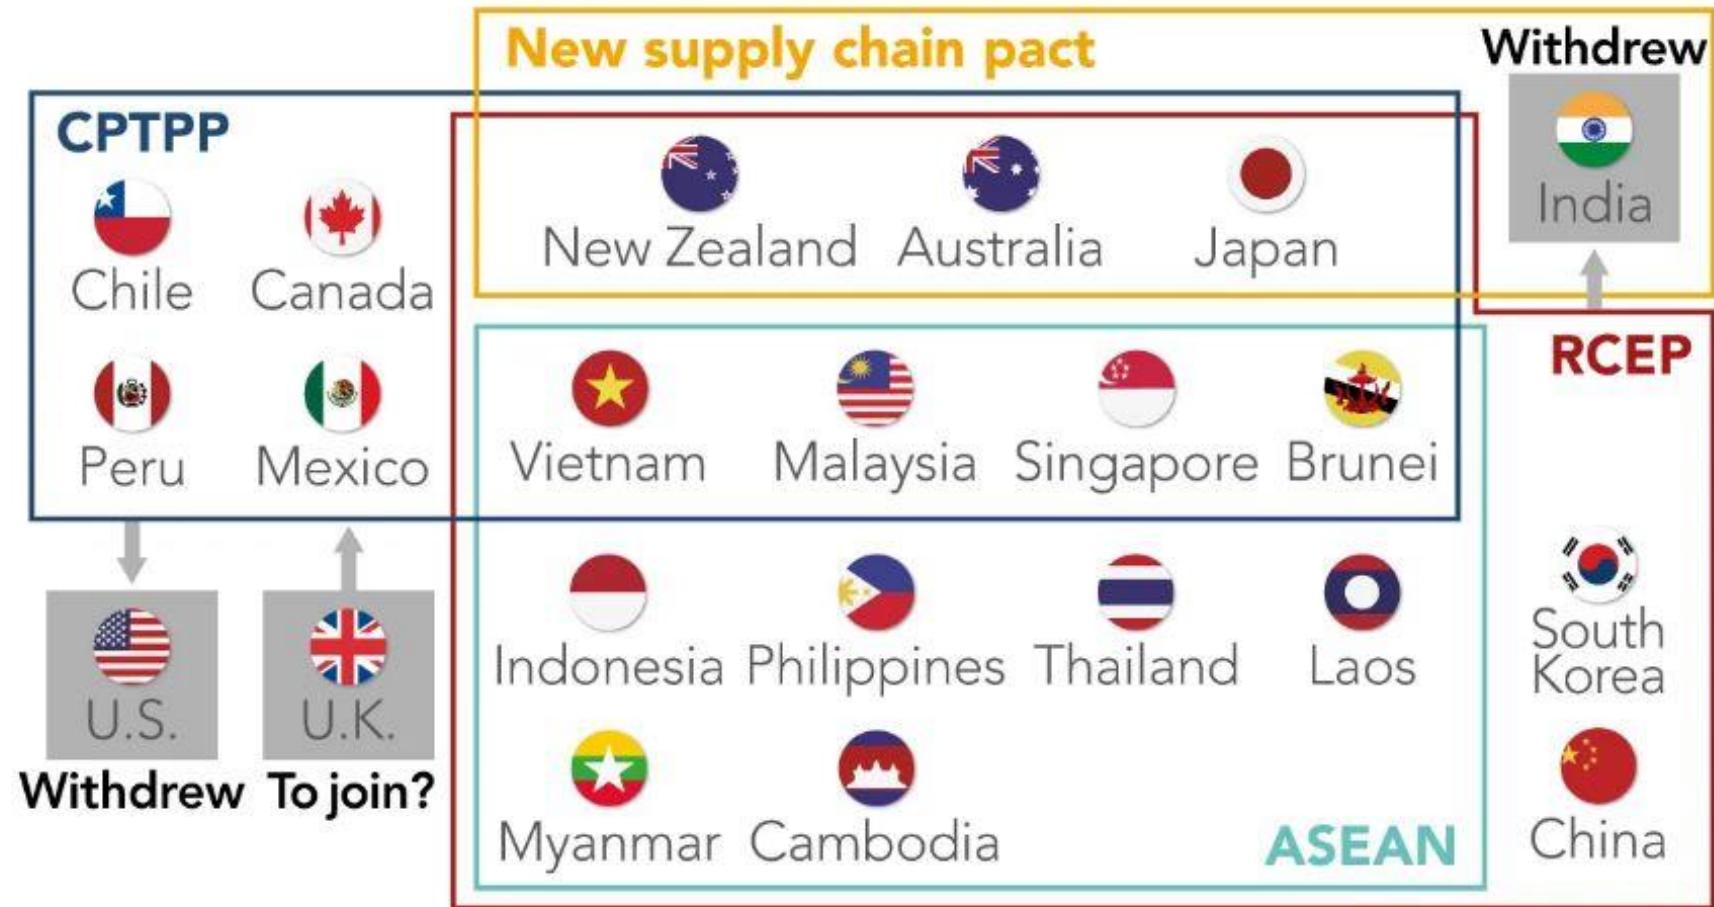 New supply chain pact
Withdrew
CPTPP
India
New Zealand Australia Japan
Chile Canada
RCEP
Peru Mexico
Vietnam Malaysia Singapore Brunei
Indonesia Philippines Thailand Laos
South
Korea
U.S. U.K.
Withdrew To join?
Myanmar Cambodia
ASEAN
China